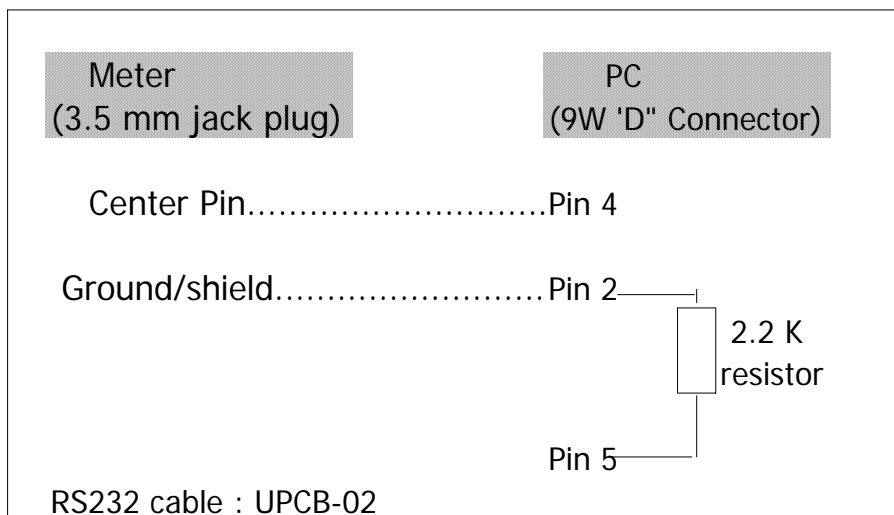 Meter
(3.5 mm jack plug)
PC
(9W 'D" Connector)
Center Pin............................Pin 4
Ground/shield..........................Pin 2
2.2 K
resistor
Pin 5
RS232 cable : UPCB-02